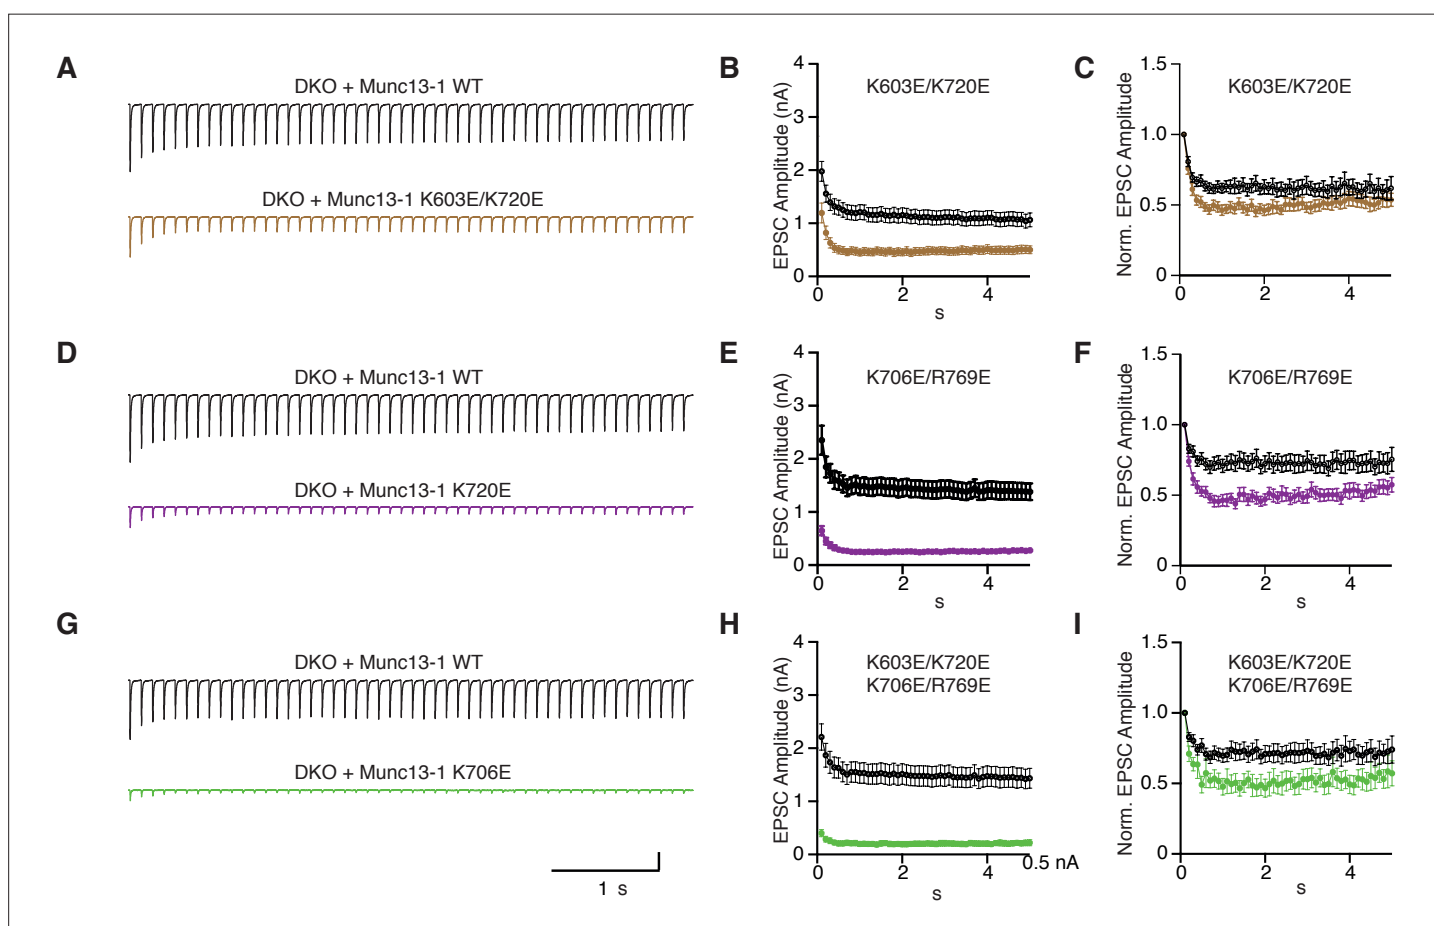 A
DKO + Munc13-1 WT
DKO + Munc13-1 K603E/K720E
B
K603E/K720E
EPSC Amplitude (nA)
4
3
2
1
0
0
2
4
s
C
K603E/K720E
Norm. EPSC Amplitude
1.5
1.0
0.5
0
0
2
4
s
D
DKO + Munc13-1 WT
DKO + Munc13-1 K720E
E
K706E/R769E
EPSC Amplitude (nA)
4
3
2
1
0
0
2
4
s
F
K706E/R769E
Norm. EPSC Amplitude
1.5
1.0
0.5
0
0
2
4
s
G
DKO + Munc13-1 WT
DKO + Munc13-1 K706E
1 s
0.5 nA
H
K603E/K720E
K706E/R769E
EPSC Amplitude (nA)
4
3
2
1
0
0
2
4
s
I
K603E/K720E
K706E/R769E
Norm. EPSC Amplitude
1.5
1.0
0.5
0
0
2
4
s